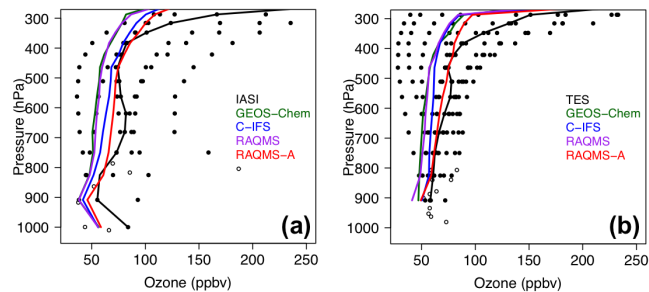 300
400
500
600
700
800
900
1000
Pressure (hPa)
50 100 150 200 250
Ozone (ppbv)
IASI
GEOS-Chem
C-IFS
RAQMS
RAQMS-A
(a)
300
400
500
600
700
800
900
1000
Pressure (hPa)
50 100 150 200 250
Ozone (ppbv)
TES
GEOS-Chem
C-IFS
RAQMS
RAQMS-A
(b)